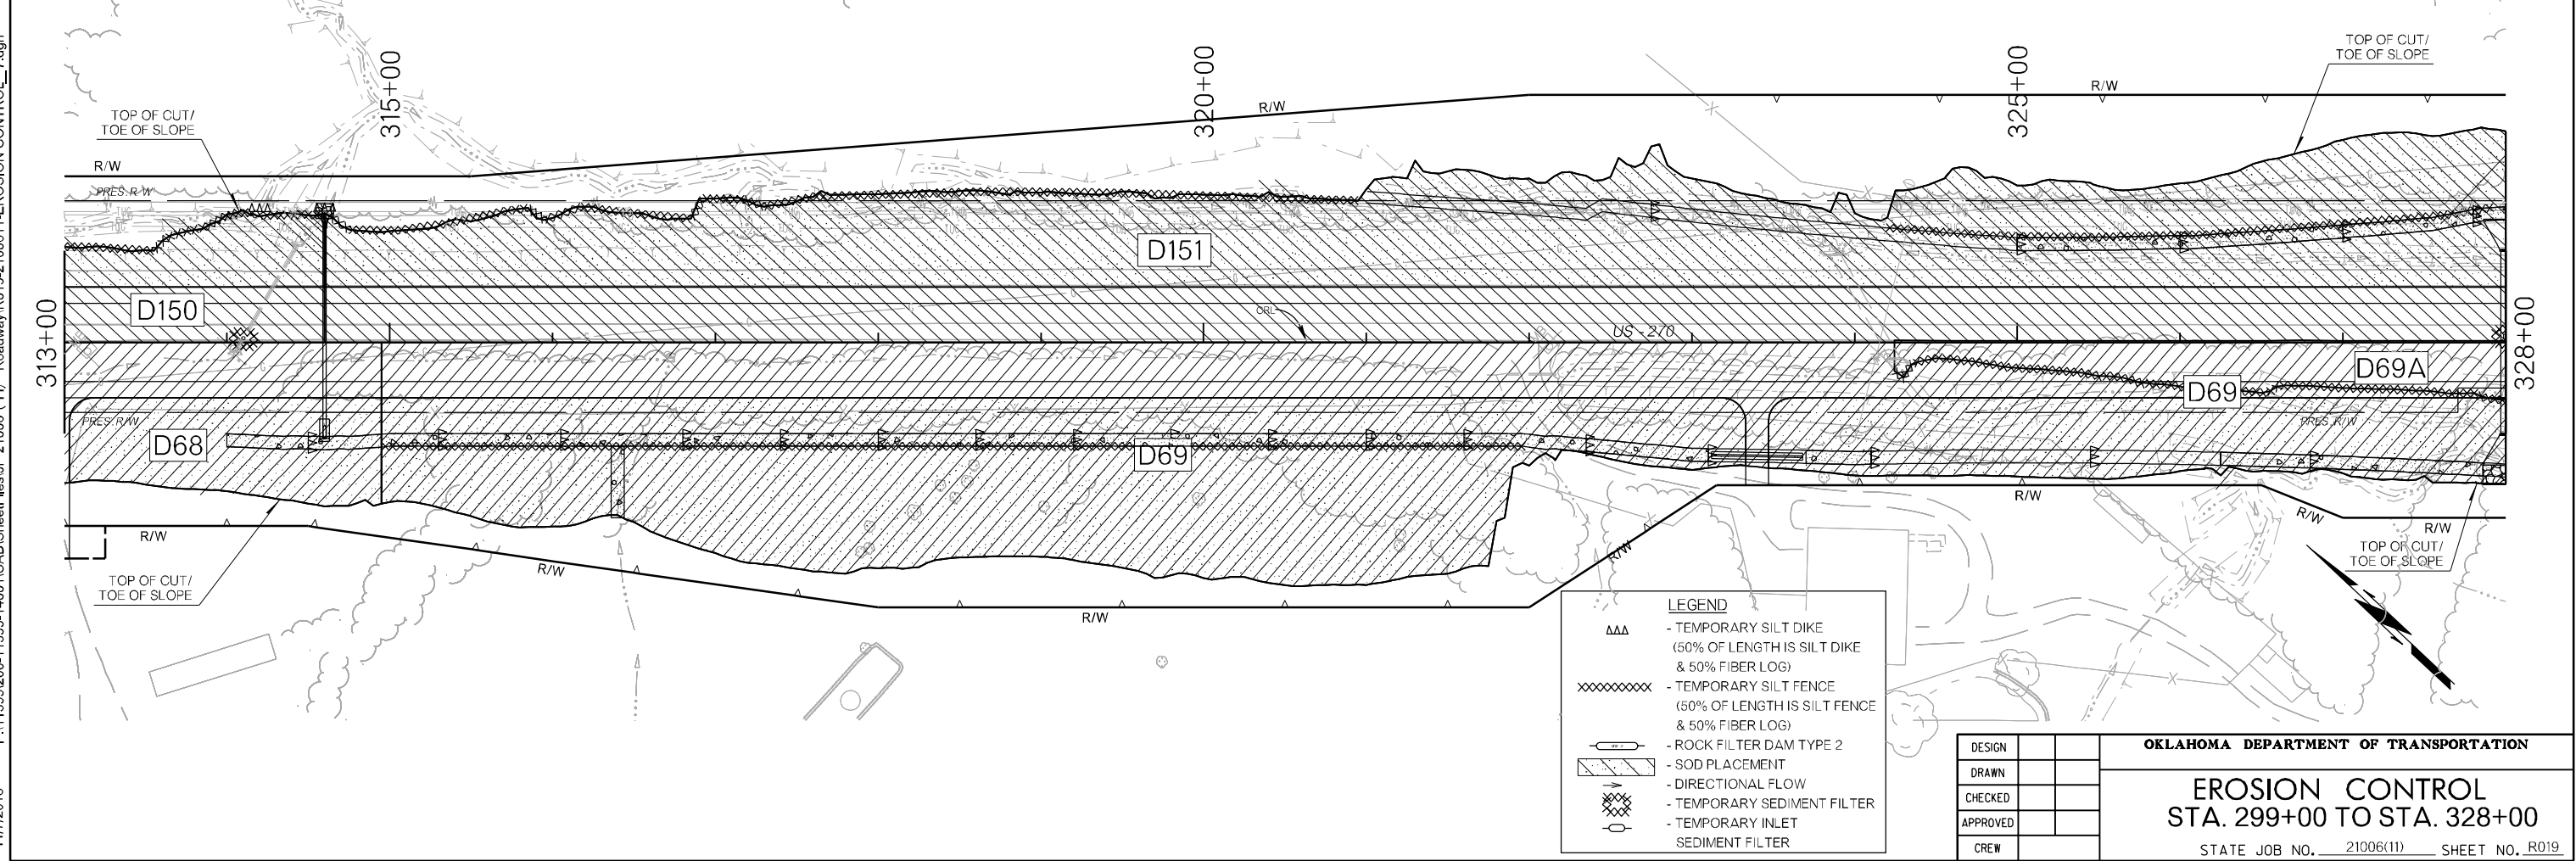 TOP OF CUT/
TOE OF SLOPE
315+00
320+00
R/W
325+00
R/W
TOP OF CUT/
TOE OF SLOPE
R/W
PRES. R/W
D151
D150
313+00
CRL
US-270
328+00
D69A
D69
PRES. R/W
PRES. R/W
D68
D69
R/W
R/W
R/W
R/W
R/W
R/W
R/W
TOP OF CUT/
TOE OF SLOPE
TOP OF CUT/
TOE OF SLOPE
LEGEND
- TEMPORARY SILT DIKE
(50% OF LENGTH IS SILT DIKE
& 50% FIBER LOG)
- TEMPORARY SILT FENCE
(50% OF LENGTH IS SILT FENCE
& 50% FIBER LOG)
- ROCK FILTER DAM TYPE 2
- SOD PLACEMENT
- DIRECTIONAL FLOW
- TEMPORARY SEDIMENT FILTER
- TEMPORARY INLET
SEDIMENT FILTER
DESIGN
DRAWN
CHECKED
APPROVED
CREW
OKLAHOMA DEPARTMENT OF TRANSPORTATION
EROSION CONTROL
STA. 299+00 TO STA. 328+00
STATE JOB NO. 21006(11) SHEET NO. R019